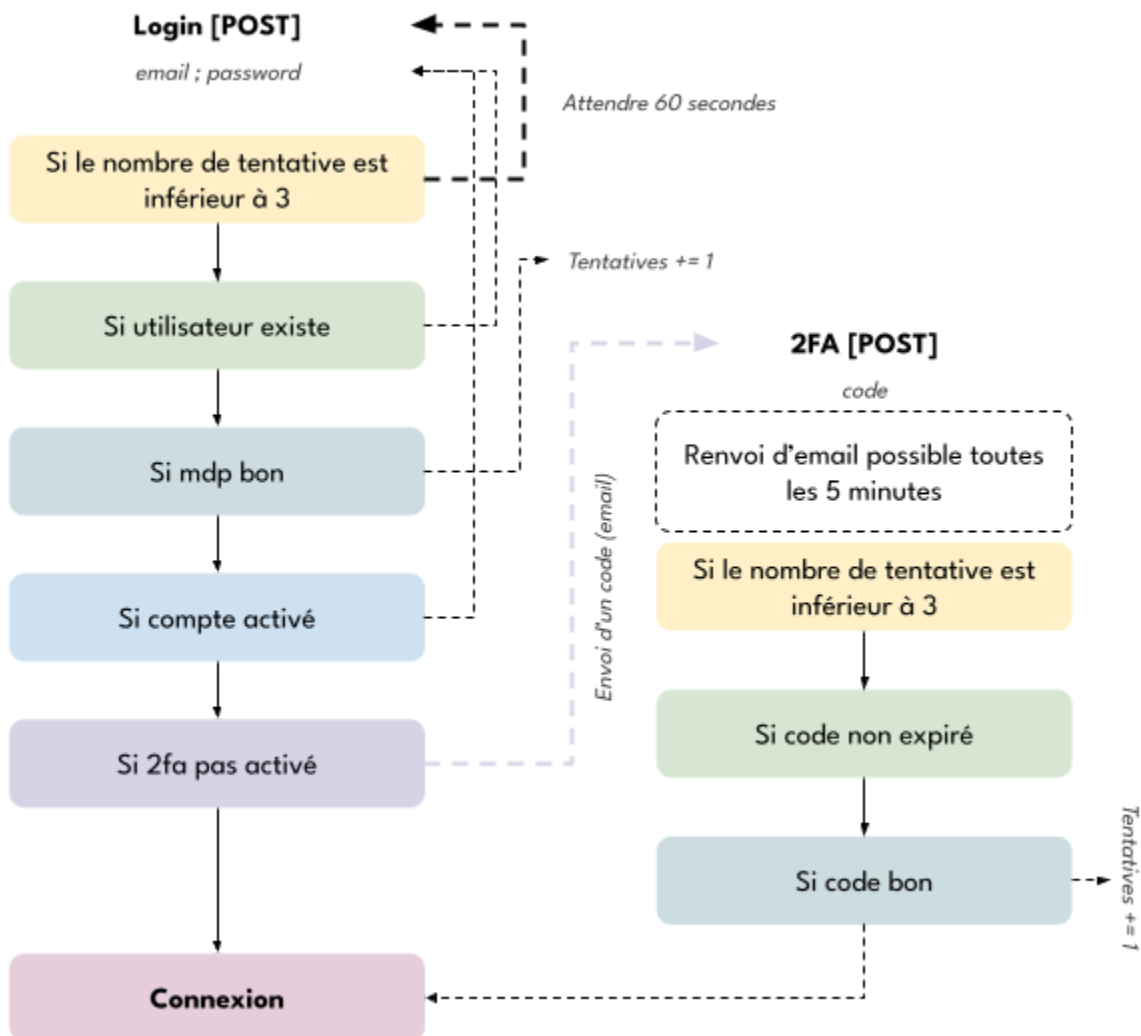 Login [POST]
email ; password
Attendre 60 secondes
Si le nombre de tentative est
inférieur à 3
Tentatives += 1
Si utilisateur existe
Si mdp bon
Si compte activé
Si 2fa pas activé
Connexion
Envoi d'un code (email)
2FA [POST]
code
Renvoi d'email possible toutes
les 5 minutes
Si le nombre de tentative est
inférieur à 3
Si code non expiré
Si code bon
Tentatives += 1